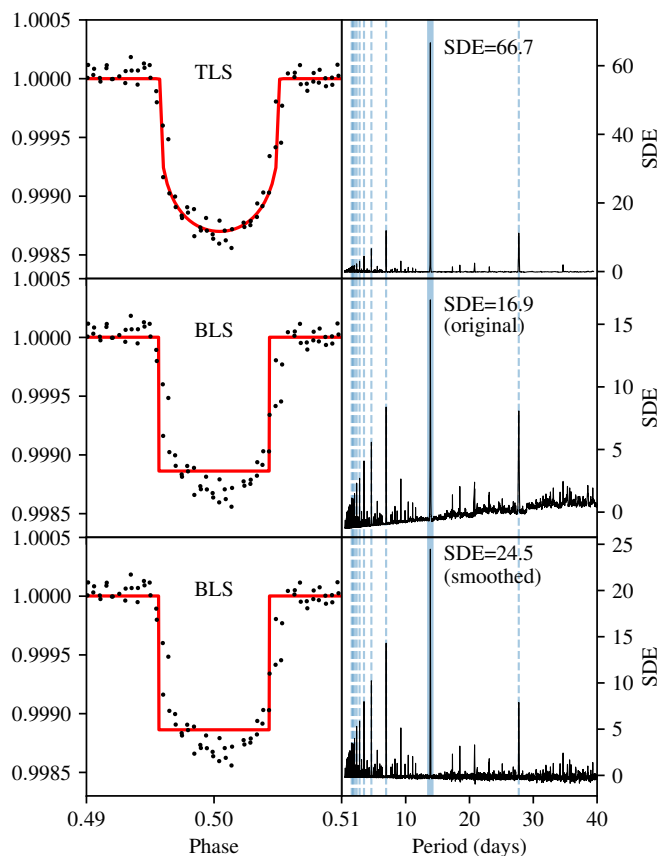 1.0005
1.0000
0.9995
0.9990
0.9985
TLS
SDE=66.7
60
40
20
0
SDE
1.0005
1.0000
0.9995
0.9990
0.9985
BLS
SDE=16.9
(original)
15
10
5
0
SDE
1.0005
1.0000
0.9995
0.9990
0.9985
BLS
SDE=24.5
(smoothed)
25
20
15
10
5
0
SDE
0.49 0.50 0.51 10 20 30 40
Phase Period (days)